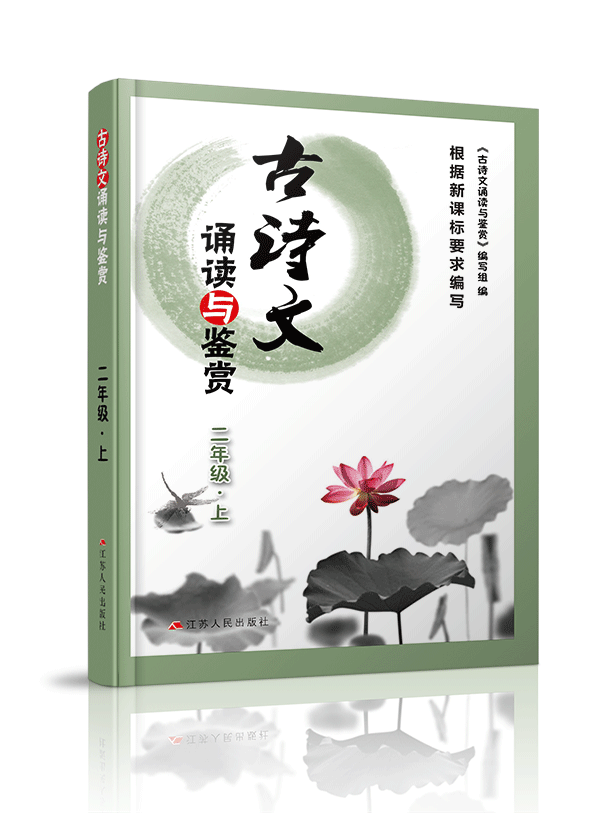 古诗文诵读与鉴赏
二年级·上
江苏人民出版社
古诗文
诵读与鉴赏
二年级·上
《古诗文诵读与鉴赏》编写组 编
根据新课标要求编写
江苏人民出版社